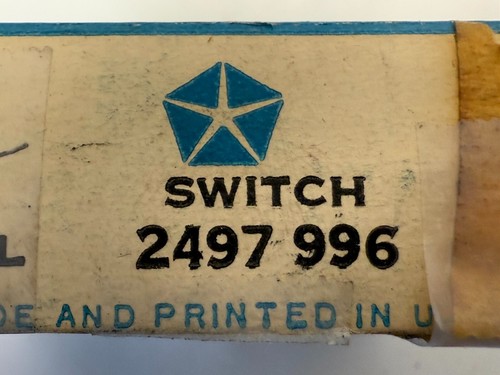 SWITCH
2497 996
L
DE AND PRINTED IN U